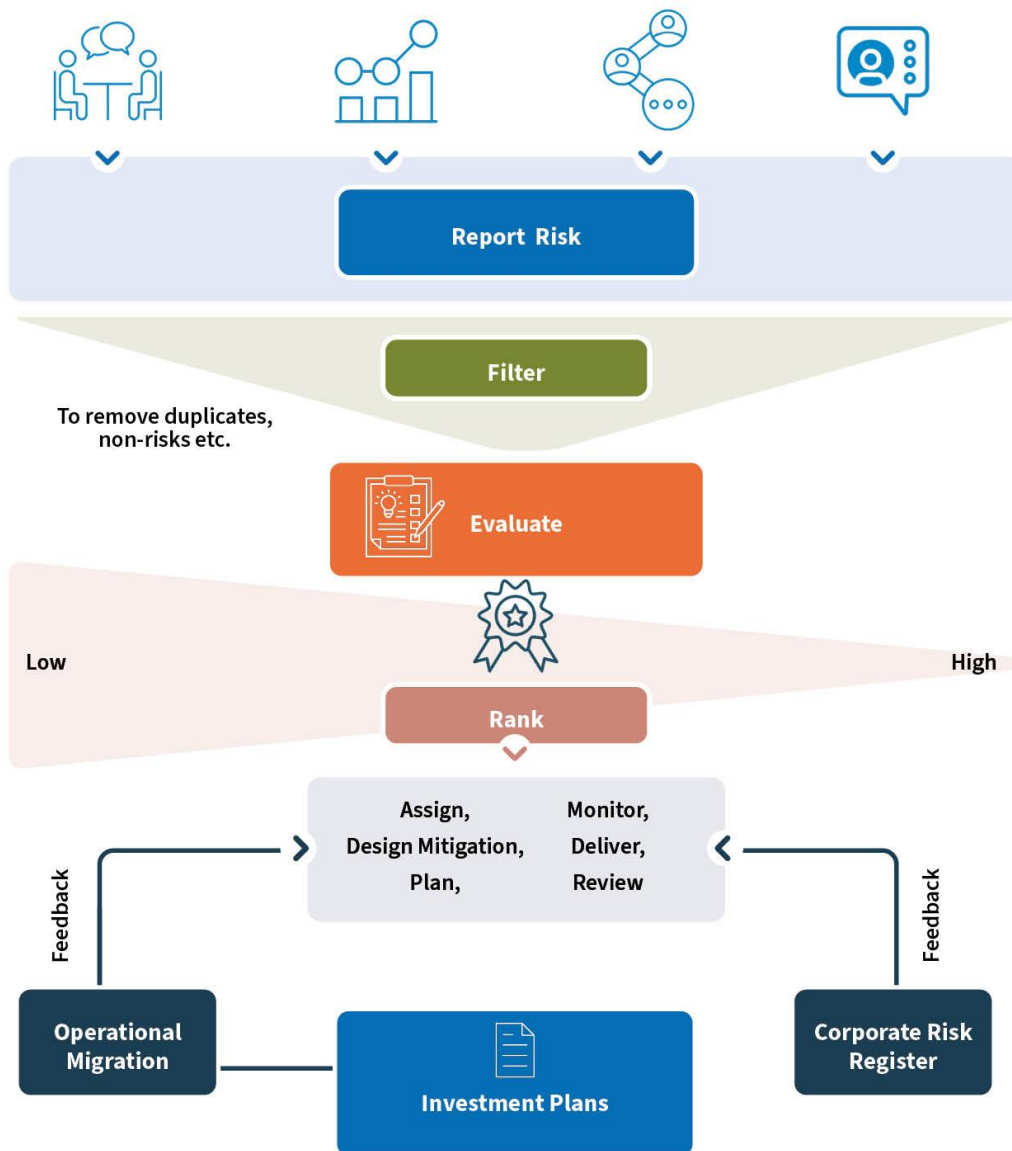 Report Risk
Filter
To remove duplicates,
non-risks etc.
Evaluate
Low
High
Rank
Assign,
Design Mitigation,
Plan,
Monitor,
Deliver,
Review
Feedback
Feedback
Operational
Migration
Investment Plans
Corporate Risk
Register